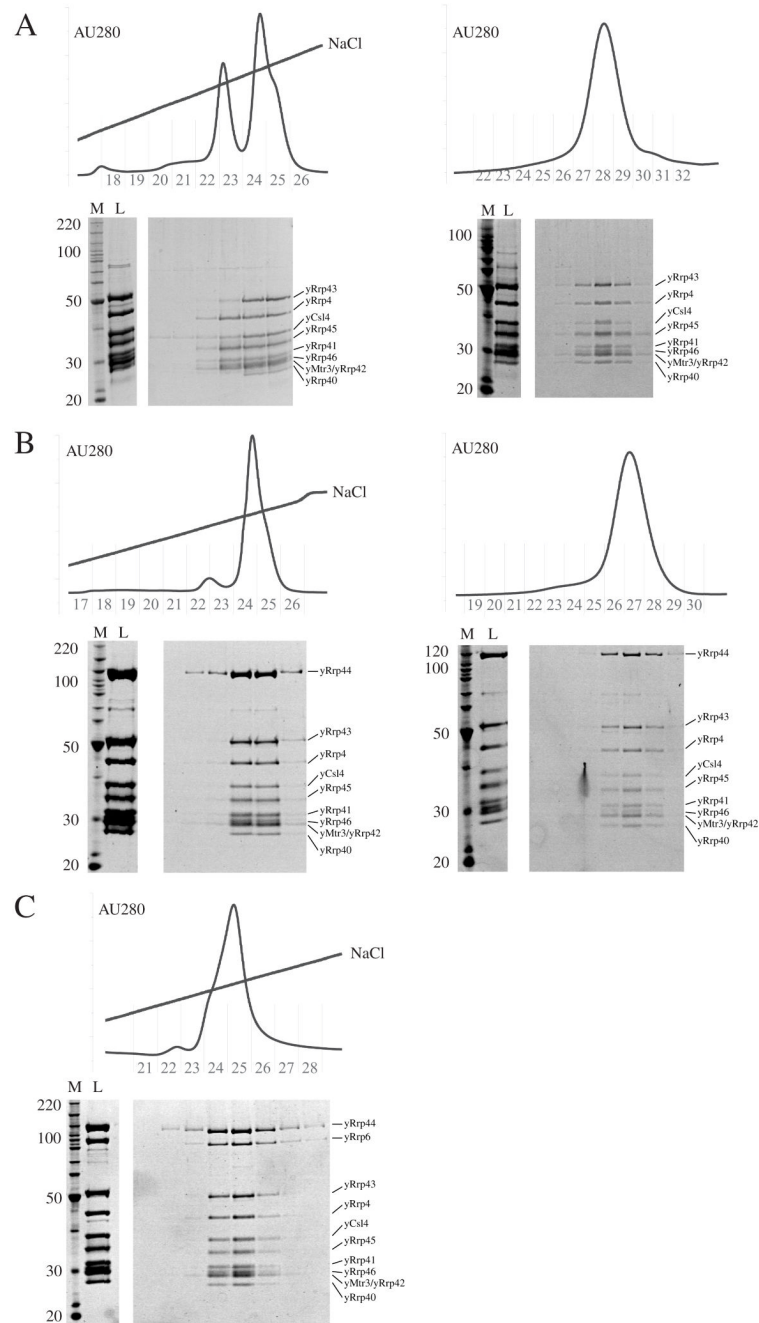 A
AU280
NaCl
18 19 20 21 22 23 24 25 26
M L
220
100
50
30
20
yRrp43
yRrp4
yCsl4
yRrp45
yRrp41
yRrp46
yMtr3/yRrp42
yRrp40
AU280
22 23 24 25 26 27 28 29 30 31 32
M L
100
50
30
20
yRrp43
yRrp4
yCsl4
yRrp45
yRrp41
yRrp46
yMtr3/yRrp42
yRrp40
B
AU280
NaCl
17 18 19 20 21 22 23 24 25 26
M L
220
100
50
30
20
yRrp44
yRrp43
yRrp4
yCsl4
yRrp45
yRrp41
yRrp46
yMtr3/yRrp42
yRrp40
AU280
19 20 21 22 23 24 25 26 27 28 29 30
M L
120
100
50
30
20
yRrp44
yRrp43
yRrp4
yCsl4
yRrp45
yRrp41
yRrp46
yMtr3/yRrp42
yRrp40
C
AU280
NaCl
21 22 23 24 25 26 27 28
M L
220
100
50
30
20
yRrp44
yRrp6
yRrp43
yRrp4
yCsl4
yRrp45
yRrp41
yRrp46
yMtr3/yRrp42
yRrp40